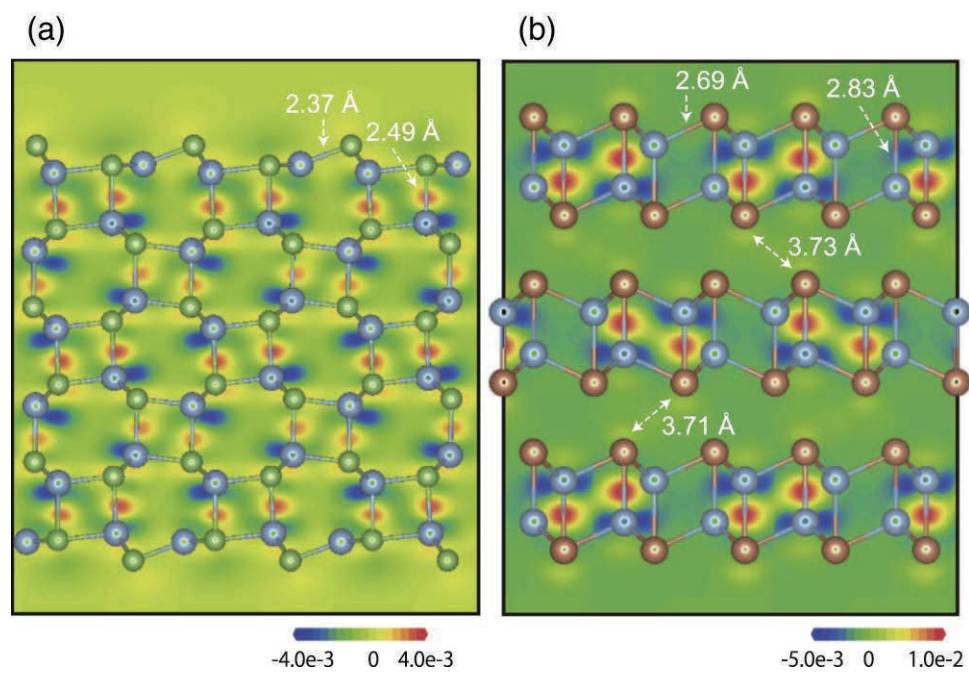 (a)
(b)
2.37 Å
2.49 Å
2.69 Å
2.83 Å
3.73 Å
3.71 Å
-4.0e-3 0 4.0e-3
-5.0e-3 0 1.0e-2